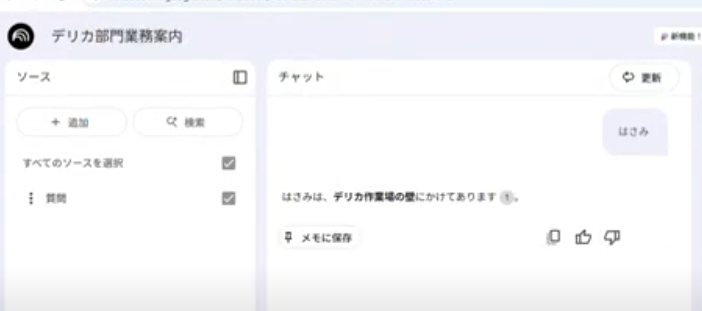 デリカ部門業務案内
新機能！
ソース
チャット
更新
+ 追加
検索
はさみ
すべてのソースを選択
質問
はさみは、デリカ作業場の壁にかけてあります 1 。
メモに保存